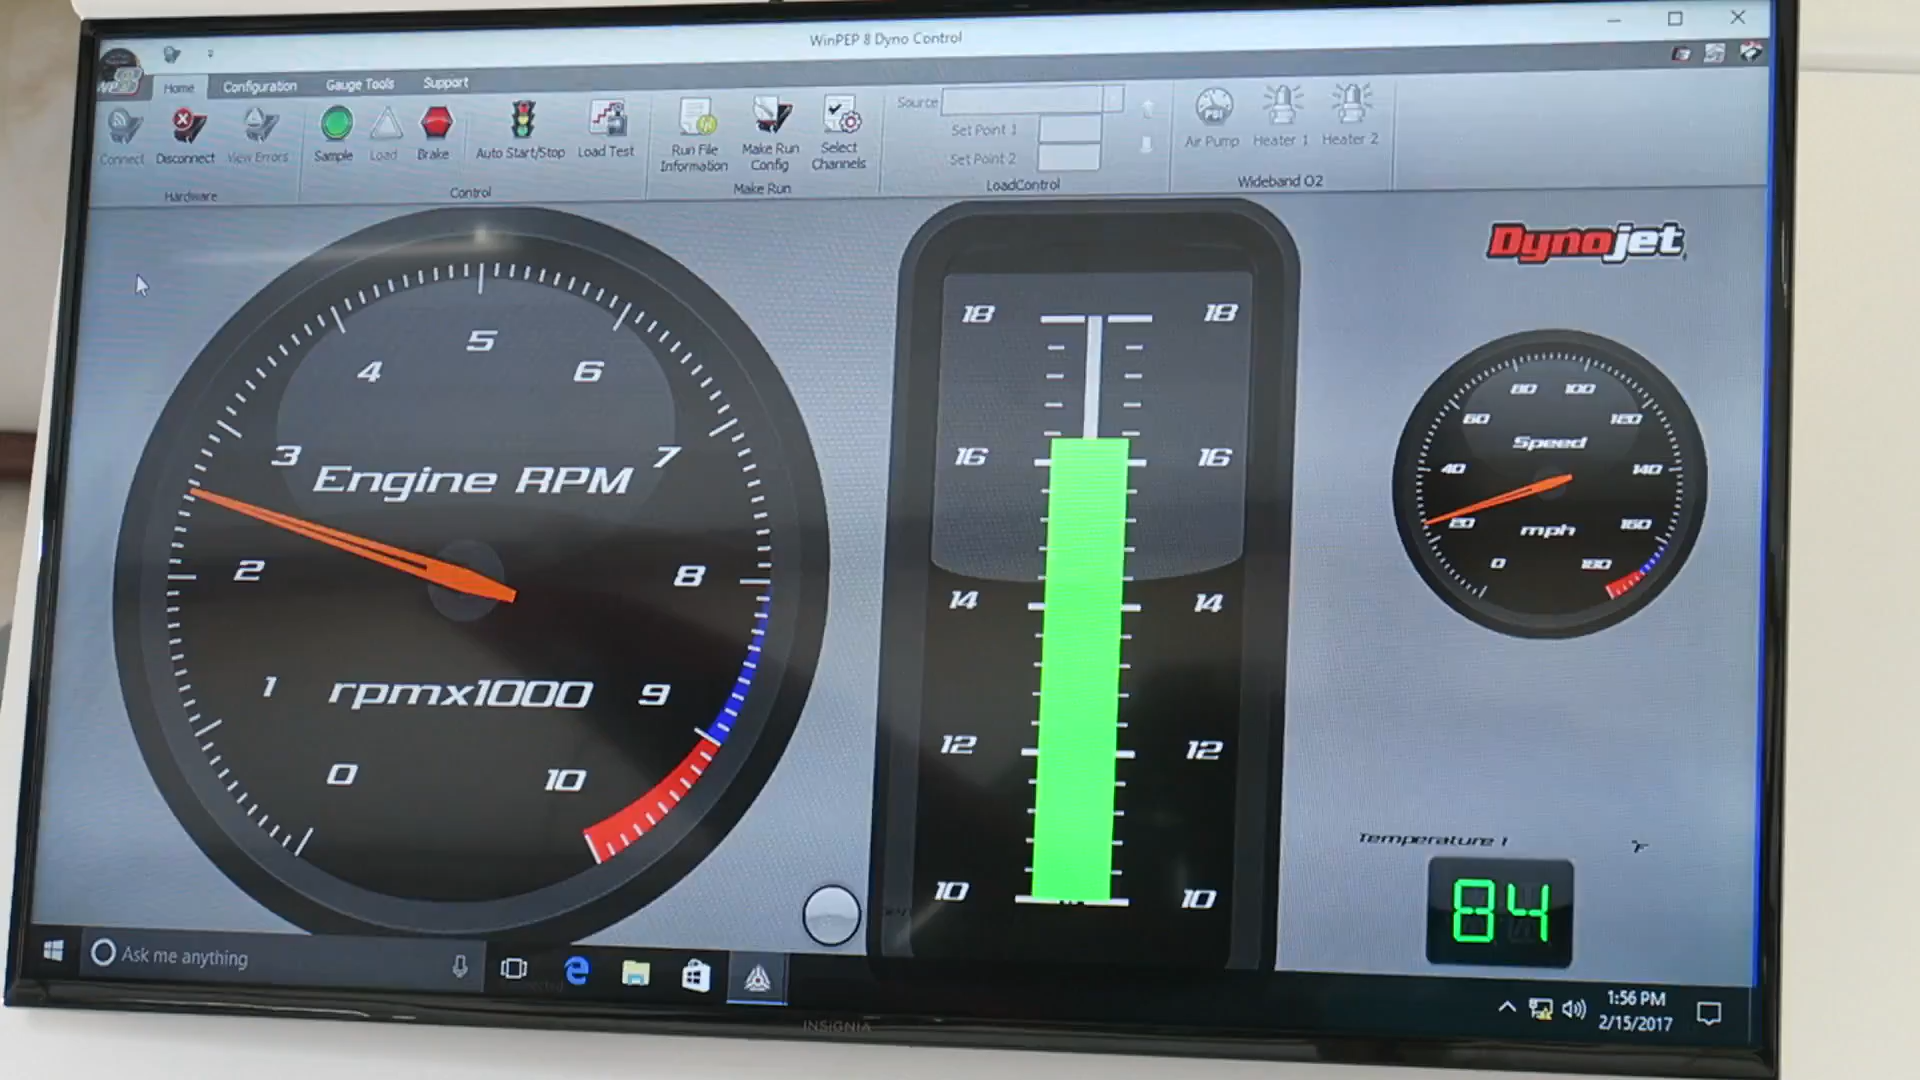 WinPEP 8 Dyno Control
Home Configuration Gauge Tools Support
Connect Disconnect View Errors
Hardware
Sample Load Brake Auto Start/Stop Load Test
Control
Run File Information
Make Run Config
Select Channels
Make Run
Source
Set Point 1
Set Point 2
LoadControl
Air Pump Heater 1 Heater 2
Wideband O2
Dynojet
0 1 2 3 4 5 6 7 8 9 10
Engine RPM
rpmx1000
18 18
16 16
14 14
12 12
10 10
0 20 40 60 80 100 120 140 160 180
Speed
mph
Temperature 1 °F
84
Ask me anything
1:56 PM
2/15/2017
INSIGNIA